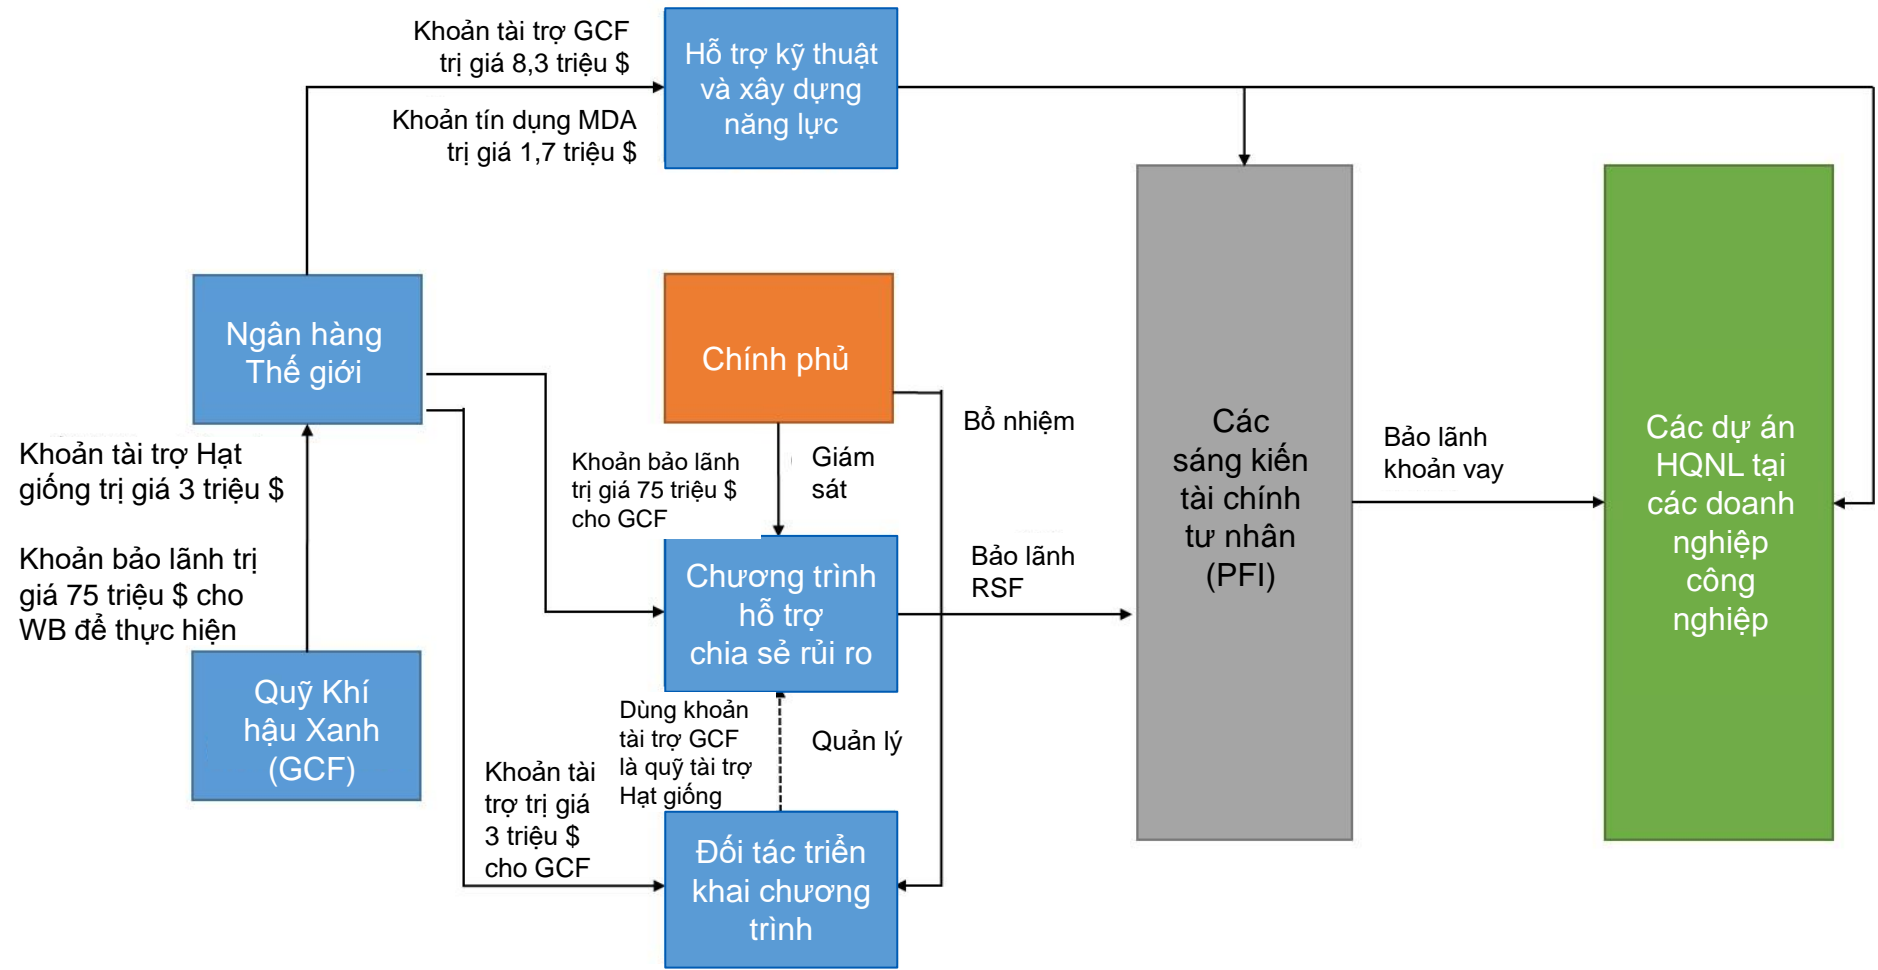 Khoản tài trợ GCF
trị giá 8,3 triệu $
Khoản tín dụng MDA
trị giá 1,7 triệu $
Hỗ trợ kỹ thuật
và xây dựng
năng lực
Ngân hàng
Thế giới
Chính phủ
Bổ nhiệm
Khoản tài trợ Hạt
giống trị giá 3 triệu $
Khoản bảo lãnh trị
giá 75 triệu $ cho
WB để thực hiện
Khoản bảo lãnh
trị giá 75 triệu $
cho GCF
Giám
sát
Chương trình
hỗ trợ
chia sẻ rủi ro
Bảo lãnh
RSF
Các
sáng kiến
tài chính
tư nhân
(PFI)
Bảo lãnh
khoản vay
Các dự án
HQNL tại
các doanh
nghiệp
công
nghiệp
Quỹ Khí
hậu Xanh
(GCF)
Dùng khoản
tài trợ GCF
là quỹ tài trợ
Hạt giống
Quản lý
Khoản tài
trợ trị giá
3 triệu $
cho GCF
Đối tác triển
khai chương
trình